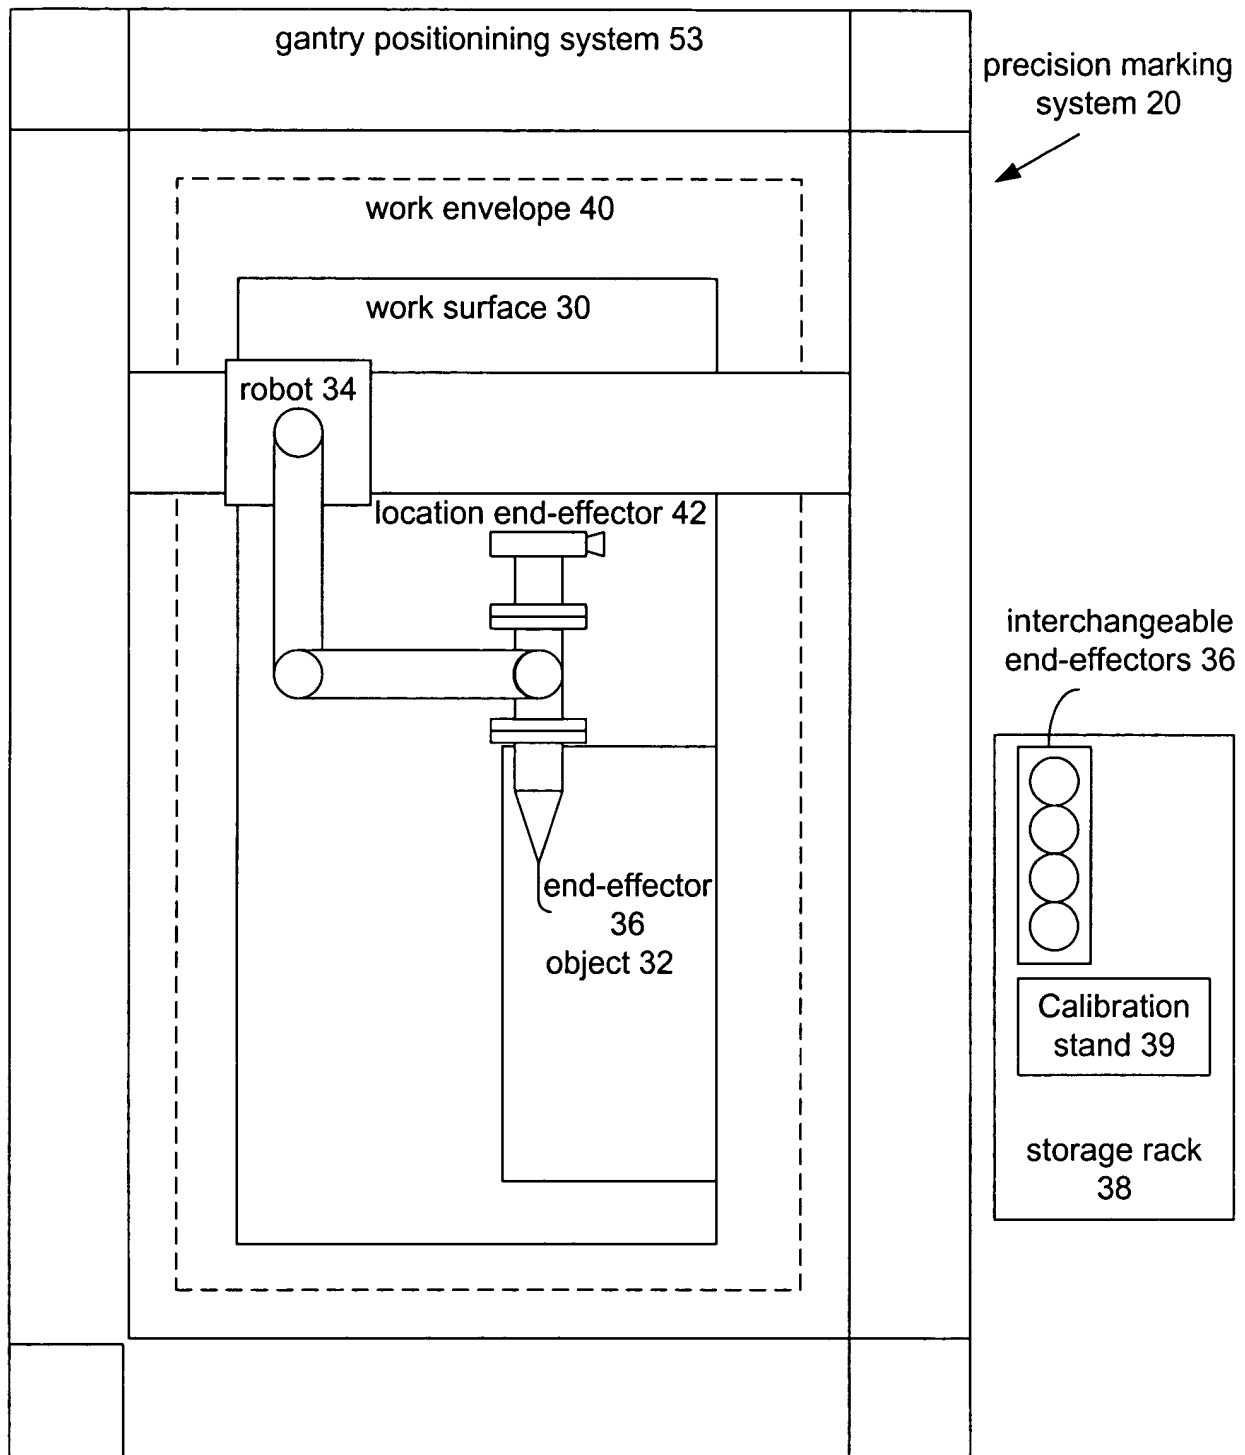 gantry positionining system 53
precision marking
system 20
work envelope 40
work surface 30
robot 34
location end-effector 42
interchangeable
end-effectors 36
end-effector
36
object 32
Calibration
stand 39
storage rack
38